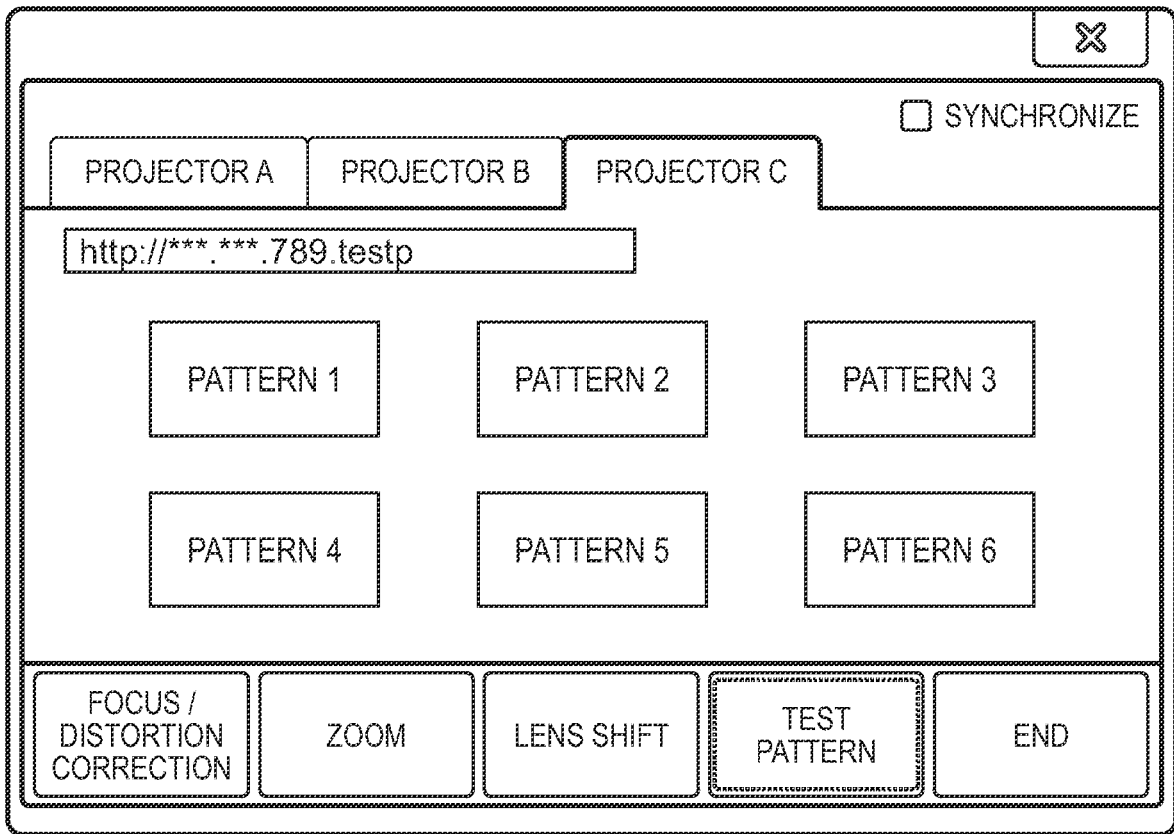 SYNCHRONIZE
PROJECTOR A
PROJECTOR B
PROJECTOR C
http://***.***.789.testp
PATTERN 1
PATTERN 2
PATTERN 3
PATTERN 4
PATTERN 5
PATTERN 6
FOCUS /
DISTORTION
CORRECTION
ZOOM
LENS SHIFT
TEST
PATTERN
END